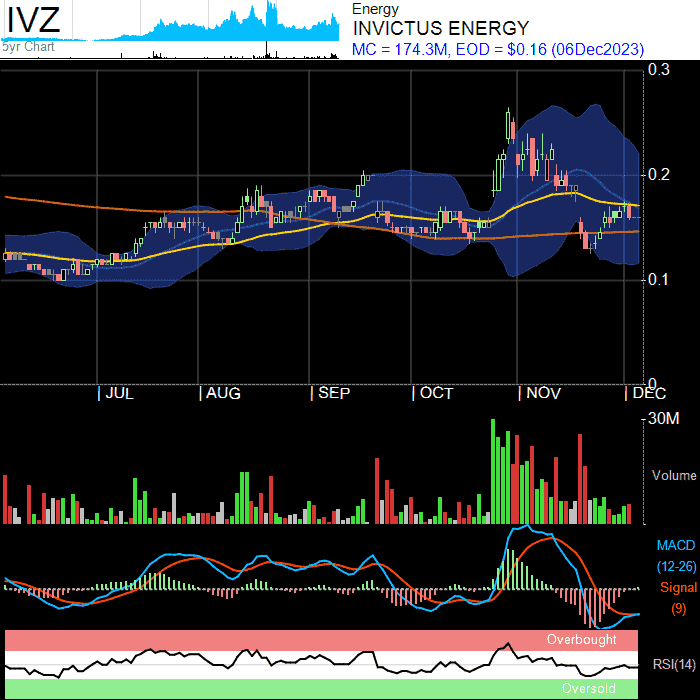 IVZ
5yr Chart
Energy
INVICTUS ENERGY
MC = 174.3M, EOD = $0.16 (06Dec2023)
0.3
0.2
0.1
0
| JUL | AUG | SEP | OCT | NOV | DEC
30M
Volume
MACD
(12-26)
Signal
(9)
Overbought
RSI(14)
Oversold